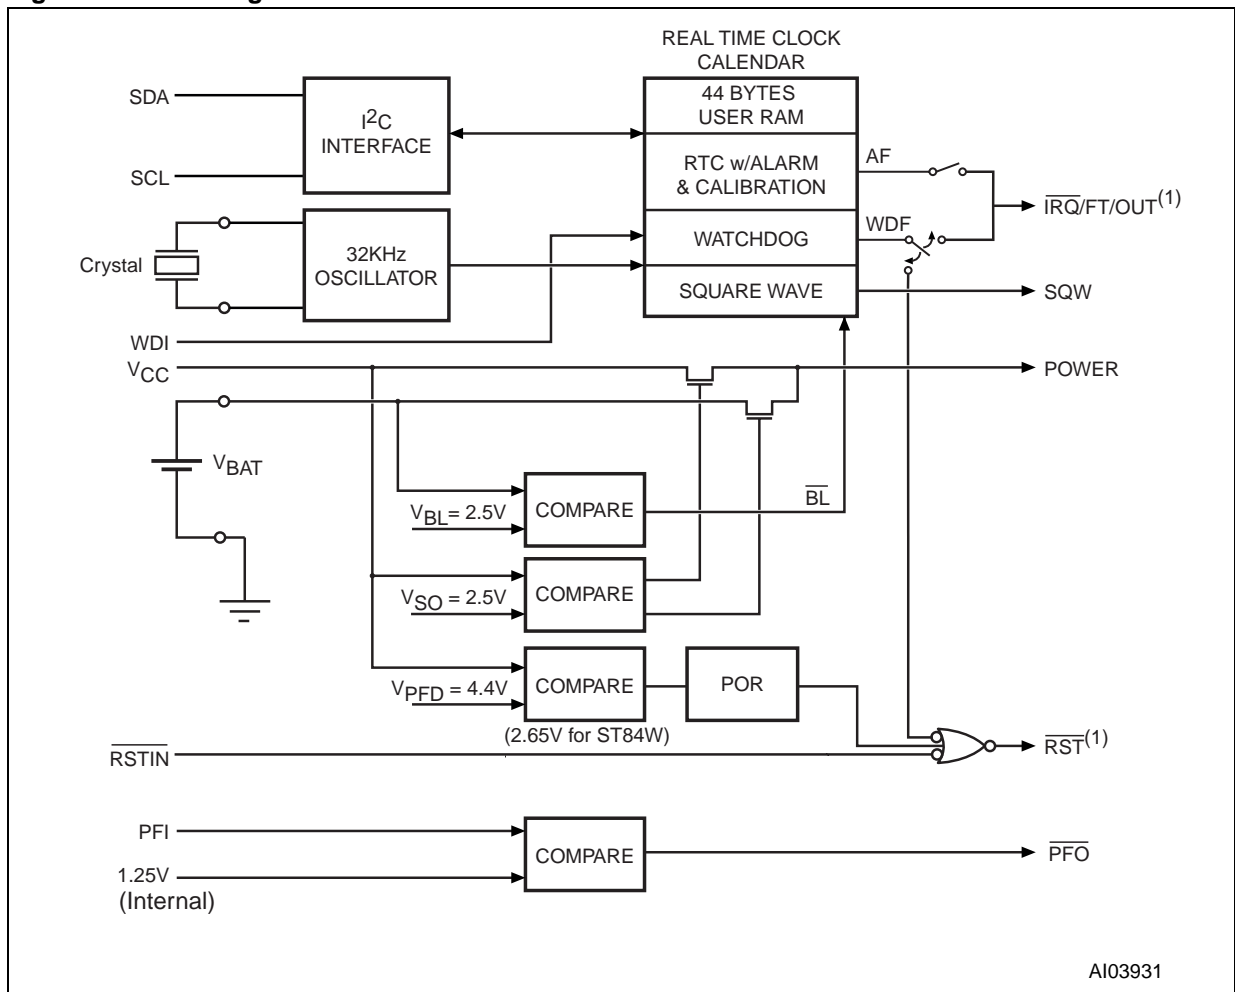 REAL TIME CLOCK
CALENDAR
SDA
I2C
INTERFACE
SCL
44 BYTES
USER RAM
RTC w/ALARM
& CALIBRATION
AF
IRQ/FT/OUT(1)
WDF
WATCHDOG
Crystal
32KHz
OSCILLATOR
SQUARE WAVE
SQW
WDI
VCC
POWER
VBAT
VBL= 2.5V
COMPARE
BL
VSO = 2.5V
COMPARE
VPFD = 4.4V
COMPARE
POR
(2.65V for ST84W)
RSTIN
RST(1)
PFI
1.25V
(Internal)
COMPARE
PFO
AI03931